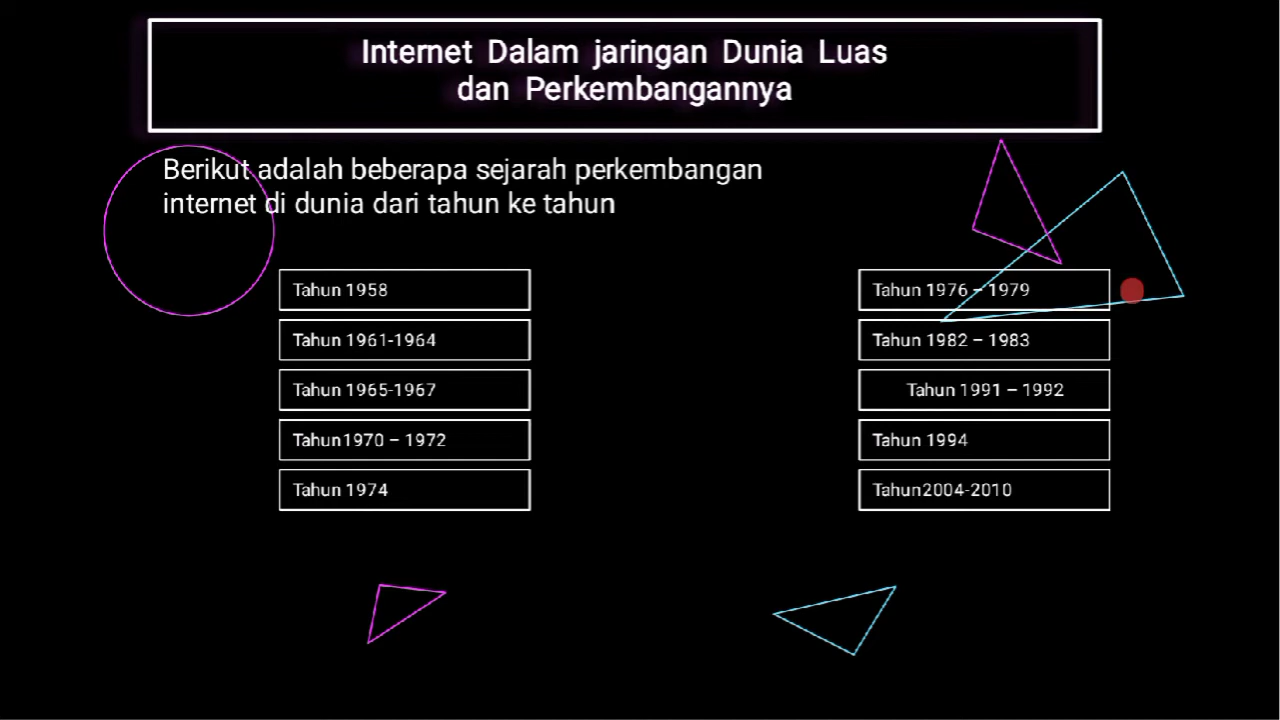 Internet Dalam jaringan Dunia Luas
dan Perkembangannya
Berikut adalah beberapa sejarah perkembangan
internet di dunia dari tahun ke tahun
Tahun 1958
Tahun 1961-1964
Tahun 1965-1967
Tahun1970 – 1972
Tahun 1974
Tahun 1976 – 1979
Tahun 1982 – 1983
Tahun 1991 – 1992
Tahun 1994
Tahun2004-2010